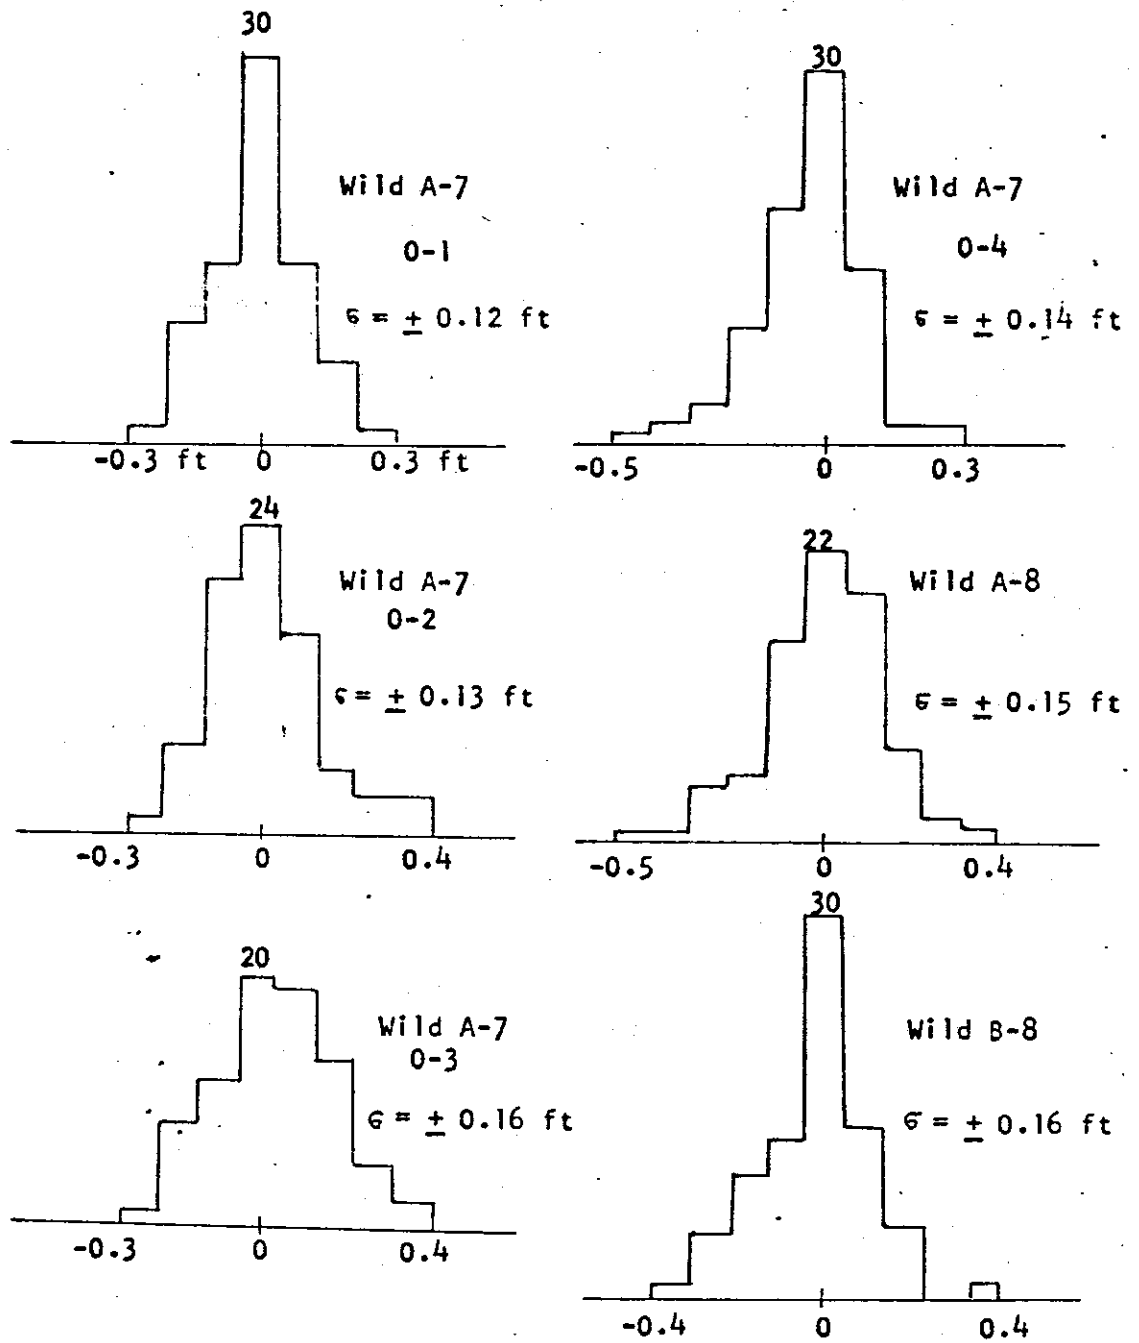 30
Wild A-7
0-1
σ = ± 0.12 ft
-0.3 ft 0 0.3 ft
30
Wild A-7
0-4
σ = ± 0.14 ft
-0.5 0 0.3
24
Wild A-7
0-2
σ = ± 0.13 ft
-0.3 0 0.4
22
Wild A-8
σ = ± 0.15 ft
-0.5 0 0.4
20
Wild A-7
0-3
σ = ± 0.16 ft
-0.3 0 0.4
30
Wild B-8
σ = ± 0.16 ft
-0.4 0 0.4